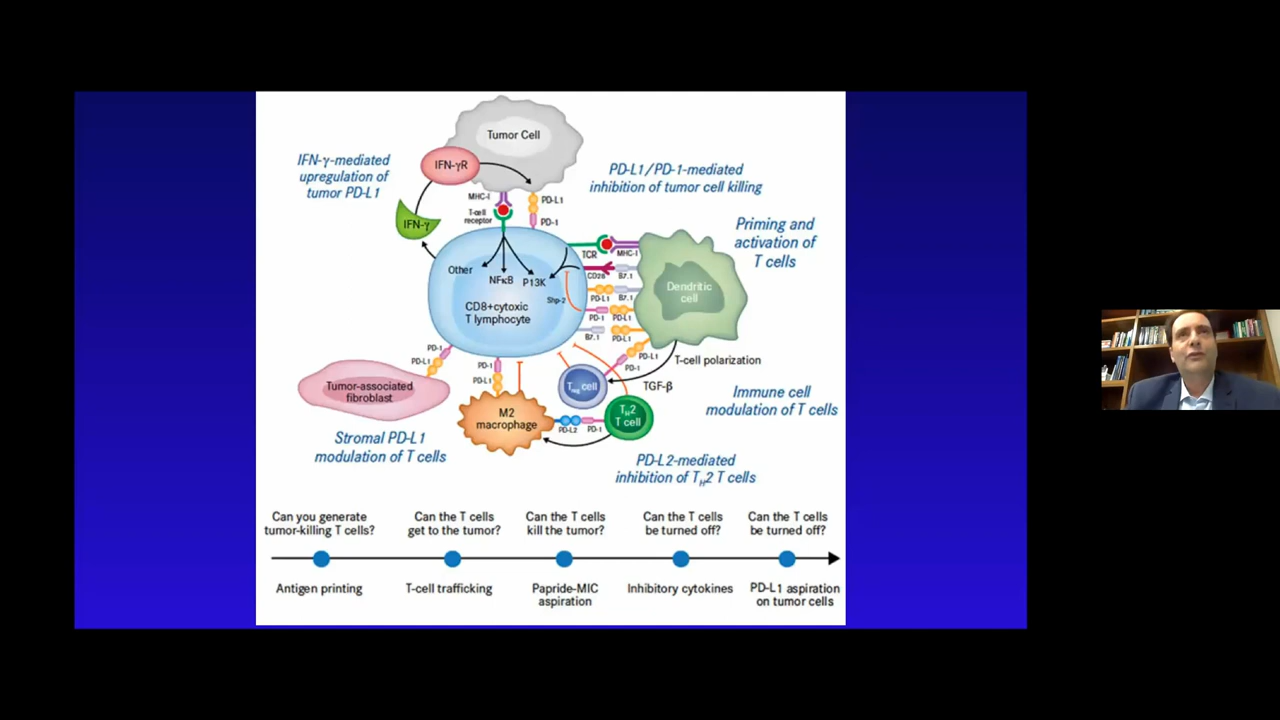 Tumor Cell
IFN-γ-mediated
upregulation of
tumor PD-L1
IFN-γR
PD-L1/PD-1-mediated
inhibition of tumor cell killing
MHC-I
PD-L1
T-cell
receptor
PD-1
IFN-γ
Priming and
activation of
T cells
TCR
MHC-I
Other
NFκB
P13K
CD28
B7.1
Shp-2
PD-L1
B7.1
Dendritic
cell
CD8+cytoxic
T lymphocyte
PD-1
PD-L1
B7.1
PD-L1
PD-1
PD-L1
PD-L1
PD-1
T-cell polarization
PD-1
PD-L1
Tumor-associated
fibroblast
Treg cell
TGF-β
Immune cell
modulation of T cells
M2
macrophage
TH2
T cell
PD-L2
PD-1
Stromal PD-L1
modulation of T cells
PD-L2-mediated
inhibition of TH2 T cells
Can you generate
tumor-killing T cells?
Can the T cells
get to the tumor?
Can the T cells
kill the tumor?
Can the T cells
be turned off?
Can the T cells
be turned off?
Antigen printing
T-cell trafficking
Papride-MIC
aspiration
Inhibitory cytokines
PD-L1 aspiration
on tumor cells